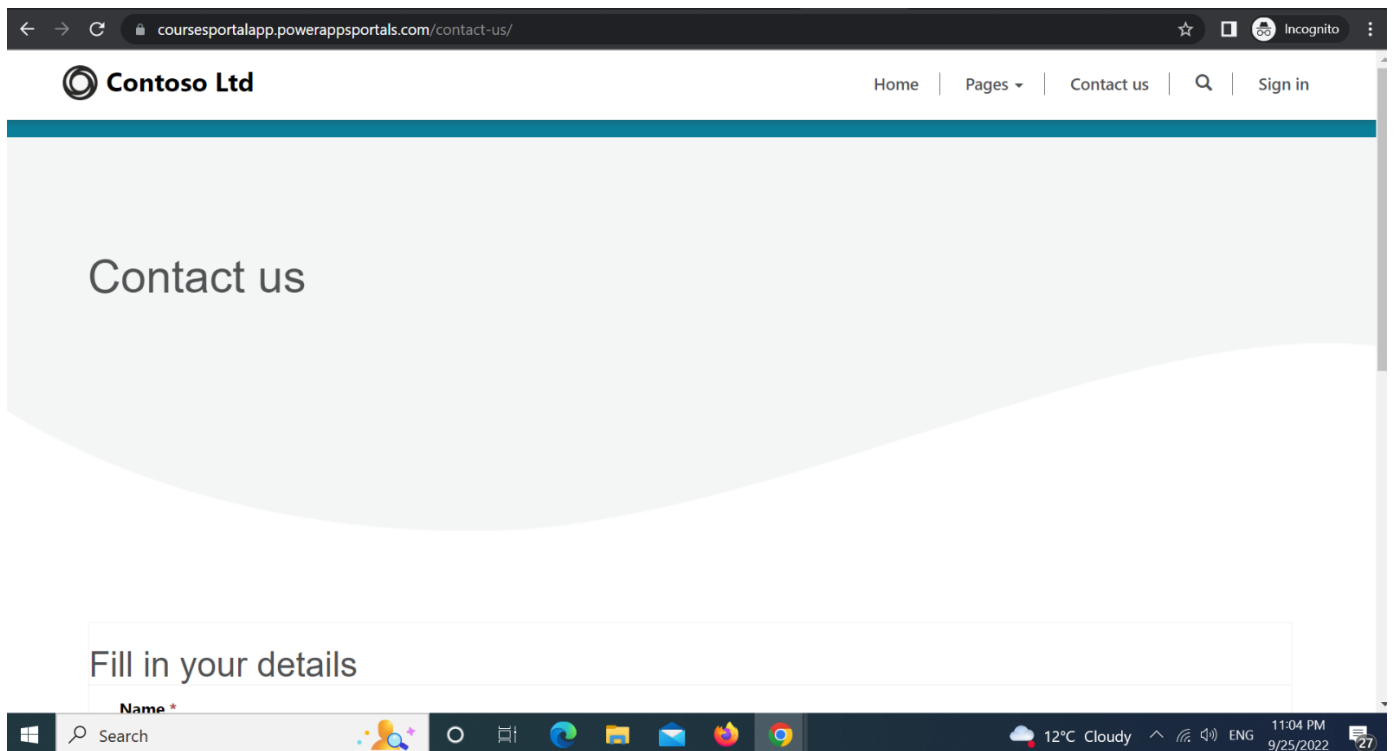 coursesportalapp.powerappsportals.com/contact-us/
Incognito
Contoso Ltd
Home
Pages
Contact us
Sign in
Contact us
Fill in your details
Name *
Search
12°C Cloudy
ENG
11:04 PM
9/25/2022
27